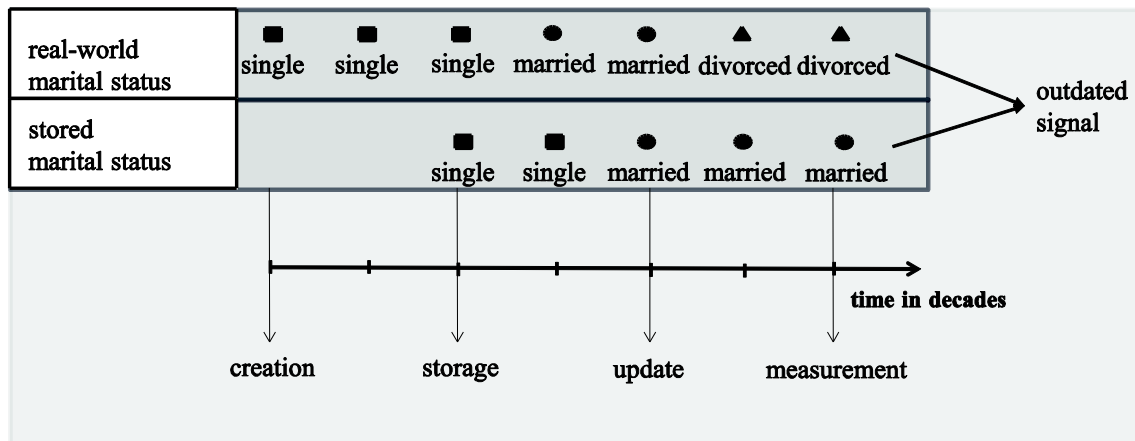 real-world
marital status
single single single married married divorced divorced
outdated
signal
stored
marital status
single single married married married
time in decades
creation storage update measurement